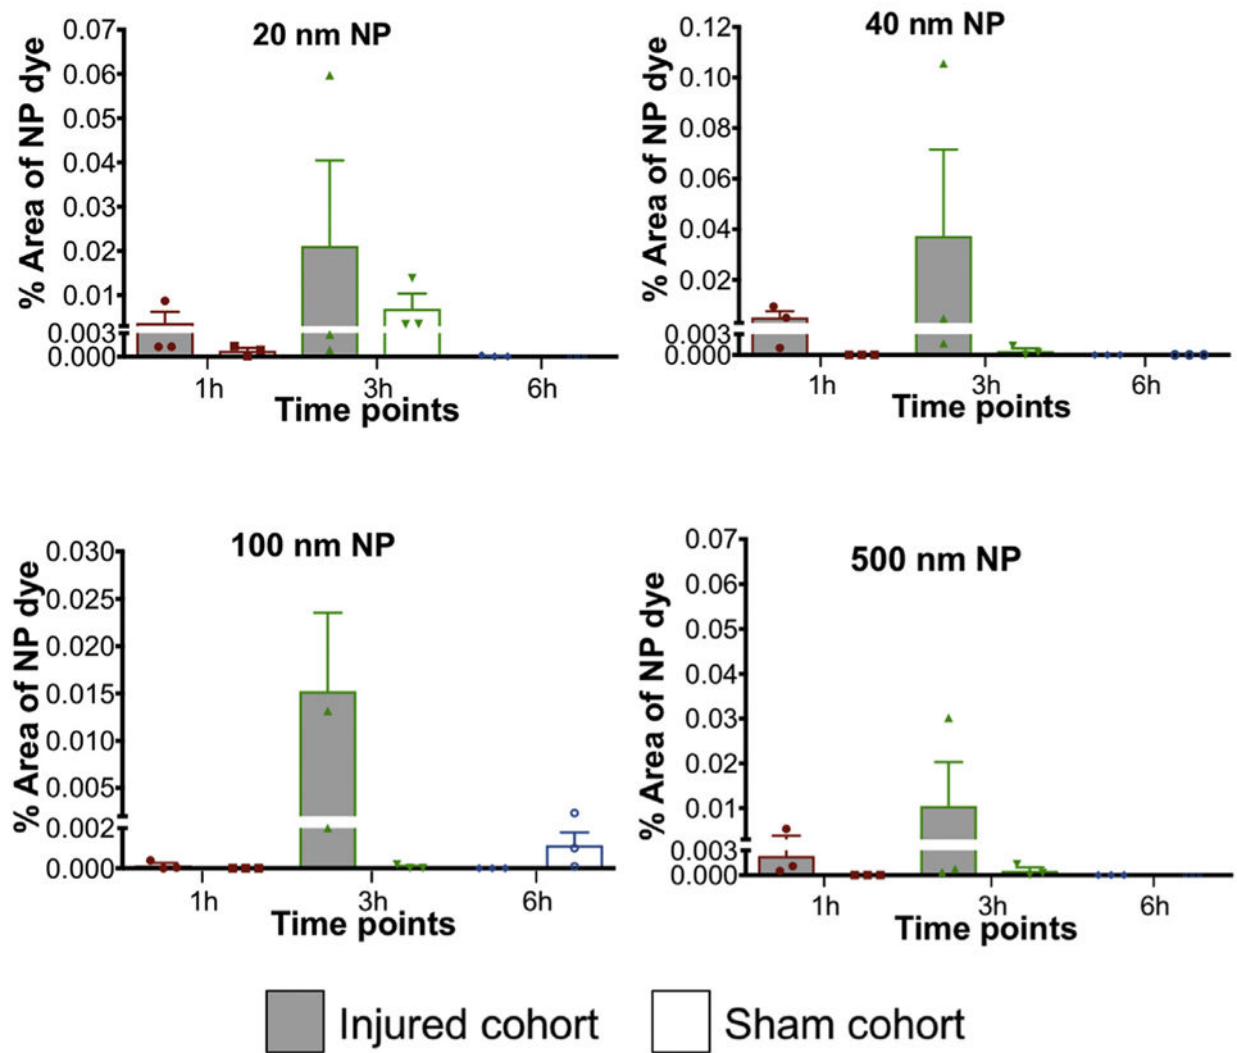 20 nm NP
% Area of NP dye
0.07
0.06
0.05
0.04
0.03
0.02
0.01
0.003
0.000
1h 3h 6h
Time points
40 nm NP
% Area of NP dye
0.12
0.10
0.08
0.06
0.04
0.02
0.003
0.000
1h 3h 6h
Time points
100 nm NP
% Area of NP dye
0.030
0.025
0.020
0.015
0.010
0.005
0.002
0.000
1h 3h 6h
Time points
500 nm NP
% Area of NP dye
0.07
0.06
0.05
0.04
0.03
0.02
0.01
0.003
0.000
1h 3h 6h
Time points
Injured cohort Sham cohort